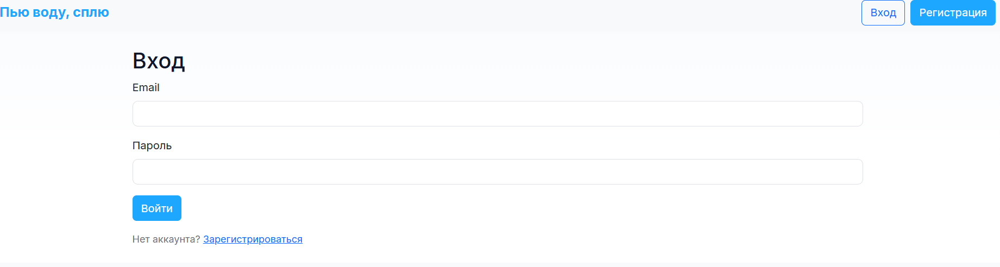 Пью воду, сплю
Вход
Регистрация
Вход
Email
Пароль
Войти
Нет аккаунта? Зарегистрироваться